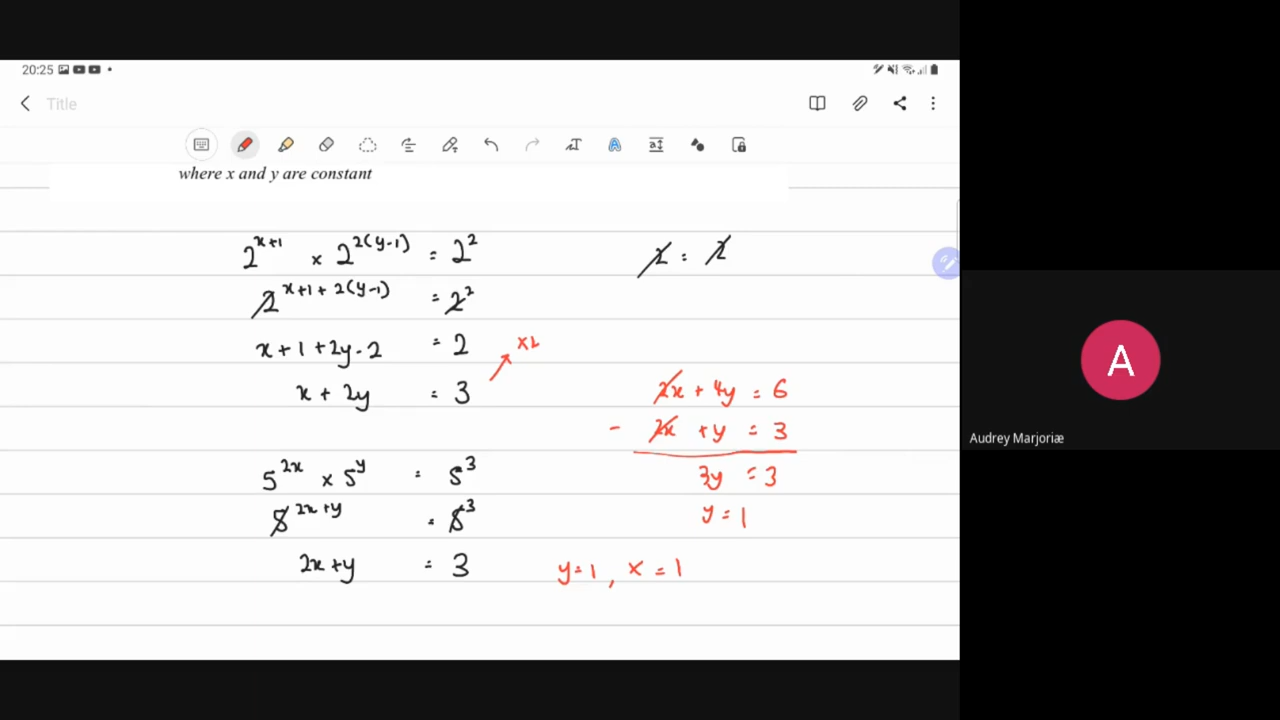 20:25
Title
where x and y are constant
2^{x+1} × 2^{2(y-1)} = 2^2
2 = 2
2^{x+1+2(y-1)} = 2^2
x + 1 + 2y - 2 = 2
x2
x + 2y = 3
2x + 4y = 6
- 2x + y = 3
3y = 3
y = 1
5^{2x} × 5^y = 5^3
5^{2x+y} = 5^3
2x + y = 3
y = 1, x = 1
A
Audrey Marjoriæ